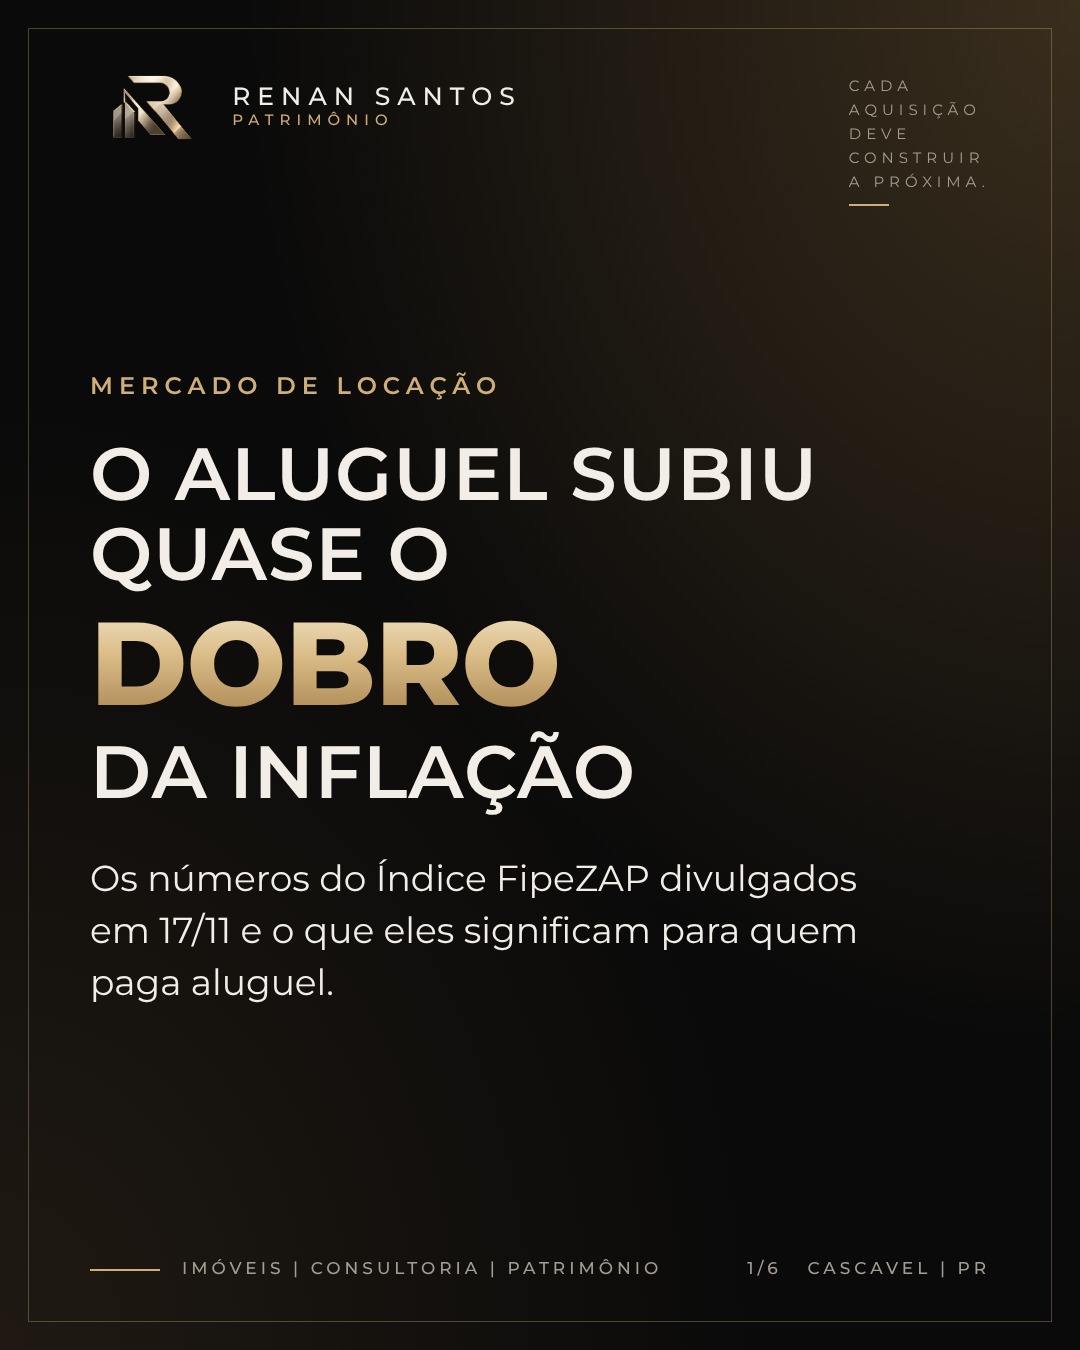 RENAN SANTOS
PATRIMÔNIO
CADA
AQUISIÇÃO
DEVE
CONSTRUIR
A PRÓXIMA.
MERCADO DE LOCAÇÃO
O ALUGUEL SUBIU
QUASE O
DOBRO
DA INFLAÇÃO
Os números do Índice FipeZAP divulgados
em 17/11 e o que eles significam para quem
paga aluguel.
IMÓVEIS | CONSULTORIA | PATRIMÔNIO
1/6 CASCAVEL | PR